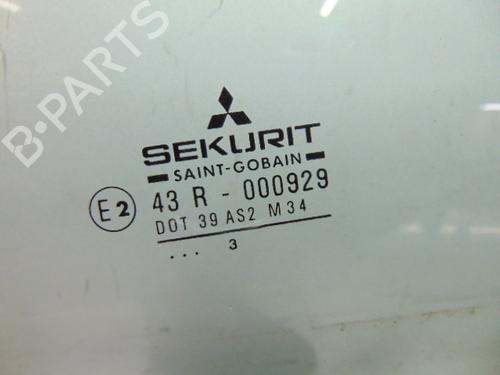 B-PARTS
SEKURIT
SAINT-GOBAIN
E2 43 R - 000929
DOT 39 AS2 M34
... 3